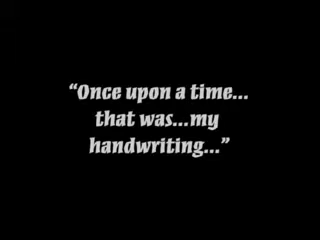 “Once upon a time...
that was...my
handwriting...”